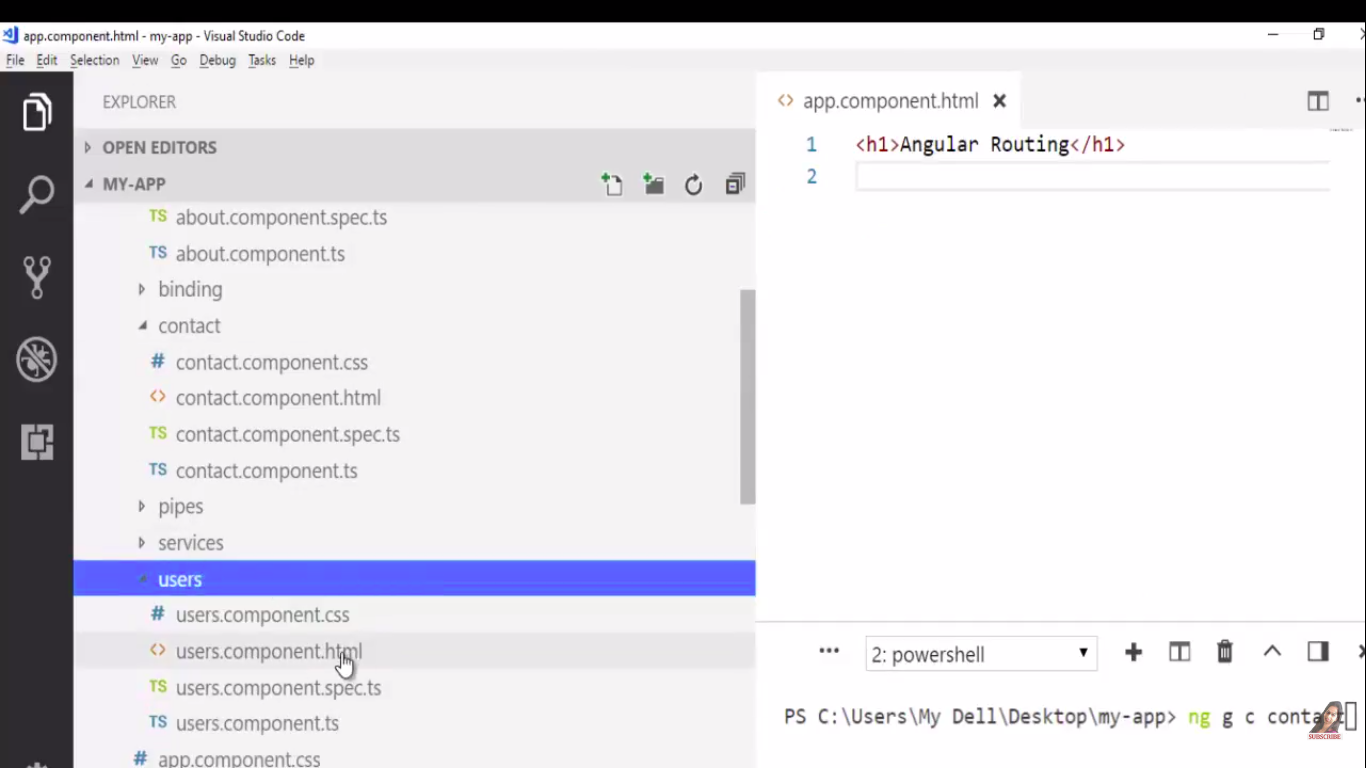 app.component.html - my-app - Visual Studio Code
File Edit Selection View Go Debug Tasks Help
EXPLORER
OPEN EDITORS
MY-APP
TS about.component.spec.ts
TS about.component.ts
binding
contact
# contact.component.css
<> contact.component.html
TS contact.component.spec.ts
TS contact.component.ts
pipes
services
users
# users.component.css
<> users.component.html
TS users.component.spec.ts
TS users.component.ts
# app.component.css
<> app.component.html
1 <h1>Angular Routing</h1>
2
2: powershell
PS C:\Users\My Dell\Desktop\my-app> ng g c contact
SUBSCRIBE